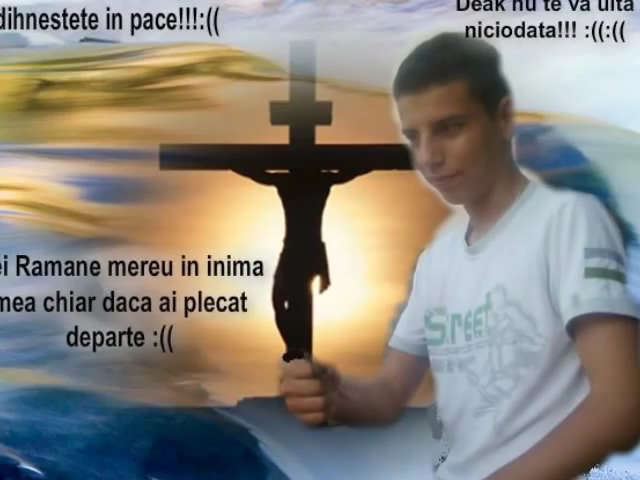 dihnestete in pace!!!:((
Deak nu te va uita
niciodata!!! :((:((
ei Ramane mereu in inima
mea chiar daca ai plecat
departe :((
Street